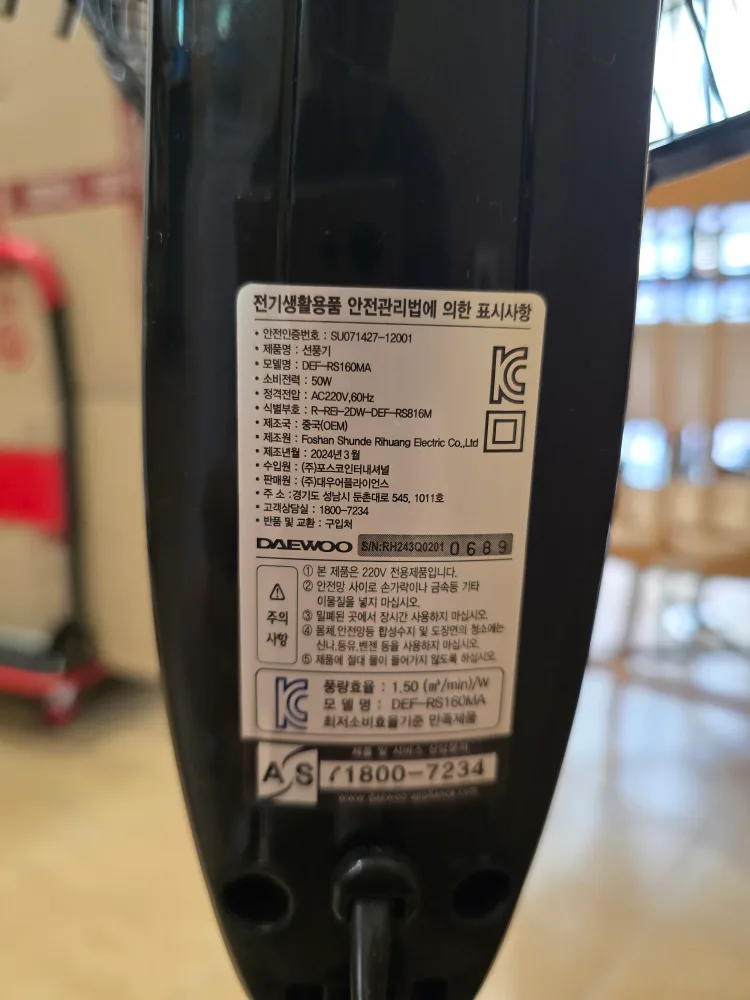 전기생활용품 안전관리법에 의한 표시사항
• 안전인증번호 : SU071427-12001
• 제품명 : 선풍기
• 모델명 : DEF-RS160MA
• 소비전력 : 50W
• 정격전압 : AC220V,60Hz
• 식별부호 : R-REI-2DW-DEF-RS816M
• 제조국 : 중국(OEM)
• 제조원 : Foshan Shunde Rihuang Electric Co.,Ltd
• 제조년월 : 2024년 3월
• 수입원 : (주)포스코인터내셔널
• 판매원 : (주)대우어플라이언스
• 주 소 :경기도 성남시 둔촌대로 545, 1011호
• 고객상담실 : 1800-7234
• 반품 및 교환 : 구입처
DAEWOO S/N:RH243Q0201 0689
주의
사항
① 본 제품은 220V 전용제품입니다.
② 안전망 사이로 손가락이나 금속등 기타
이물질을 넣지 마십시오.
③ 밀폐된 곳에서 장시간 사용하지 마십시오.
④ 몸체,안전망등 합성수지 및 도장면의 청소에는
신나,등유,벤젠 등을 사용하지 마십시오.
⑤ 제품에 절대 물이 들어가지 않도록 하십시오.
풍량효율 : 1.50 (㎥/min)/W
모 델 명 : DEF-RS160MA
최저소비효율기준 만족제품
제품 및 서비스 상담문의
AS 1800-7234
www.daewoo-appliance.com